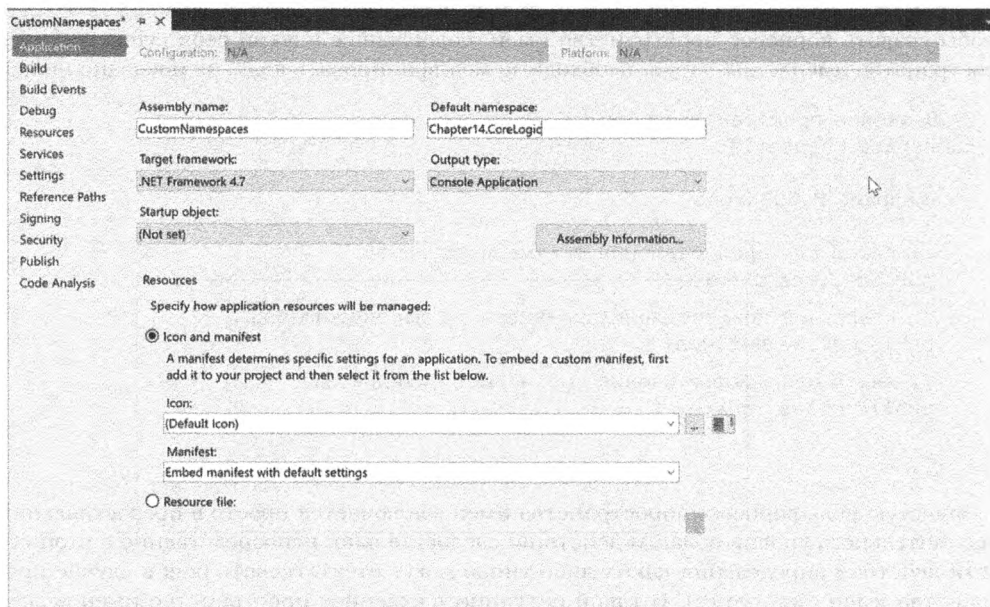 CustomNamespaces*
Application
Configuration: N/A
Platform: N/A
Build
Build Events
Debug
Resources
Services
Settings
Reference Paths
Signing
Security
Publish
Code Analysis
Assembly name:
Default namespace:
CustomNamespaces
Chapter14.CoreLogic
Target framework:
Output type:
.NET Framework 4.7
Console Application
Startup object:
(Not set)
Assembly Information...
Resources
Specify how application resources will be managed:
Icon and manifest
A manifest determines specific settings for an application. To embed a custom manifest, first
add it to your project and then select it from the list below.
Icon:
(Default Icon)
...
Manifest:
Embed manifest with default settings
Resource file: